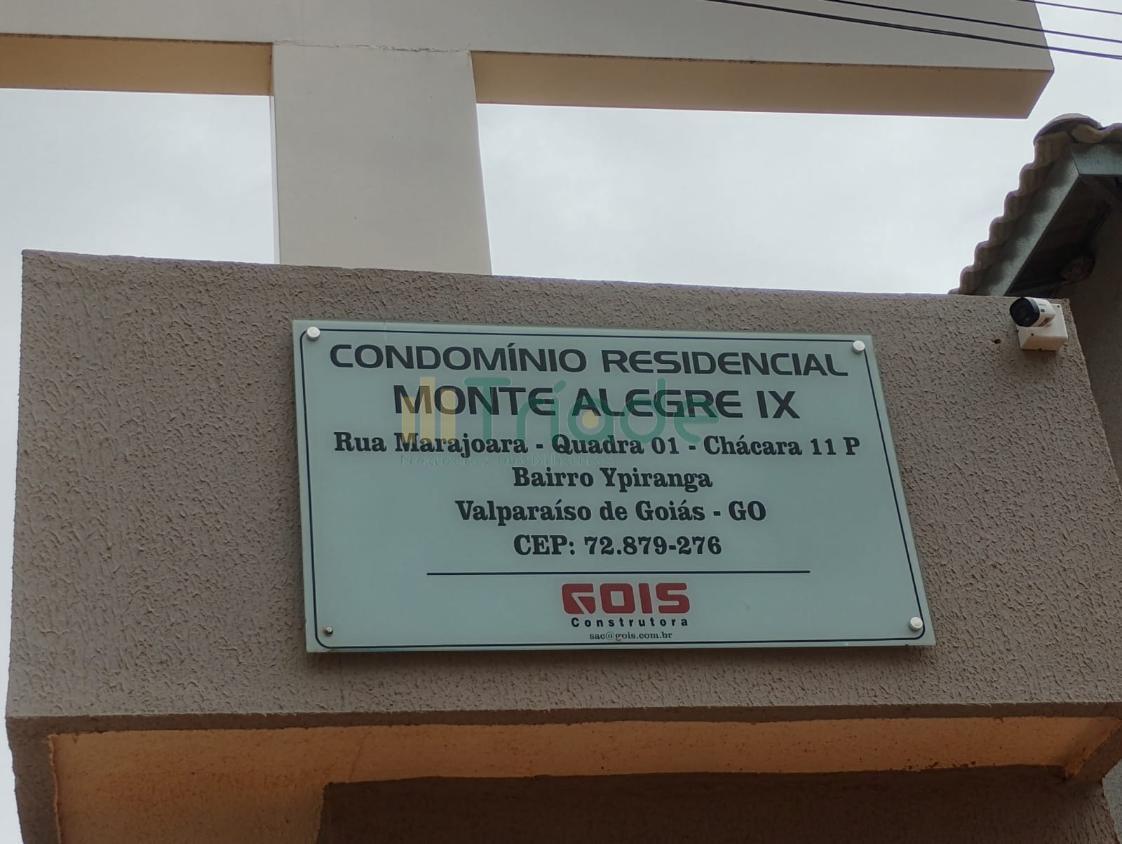 CONDOMÍNIO RESIDENCIAL
MONTE ALEGRE IX
Tríade
Rua Marajoara - Quadra 01 - Chácara 11 P
Bairro Ypiranga
Valparaíso de Goiás - GO
CEP: 72.879-276
GOIS
Construtora
sac@gois.com.br